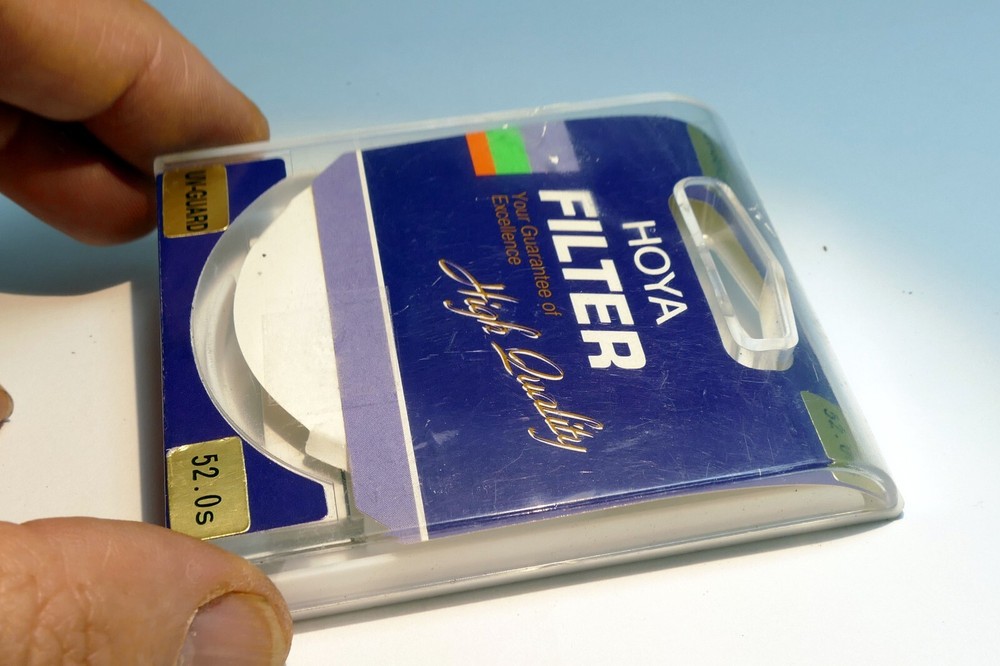 HOYA
FILTER
Your Guarantee of
Excellence
High Quality
UV-GUARD
52.0s